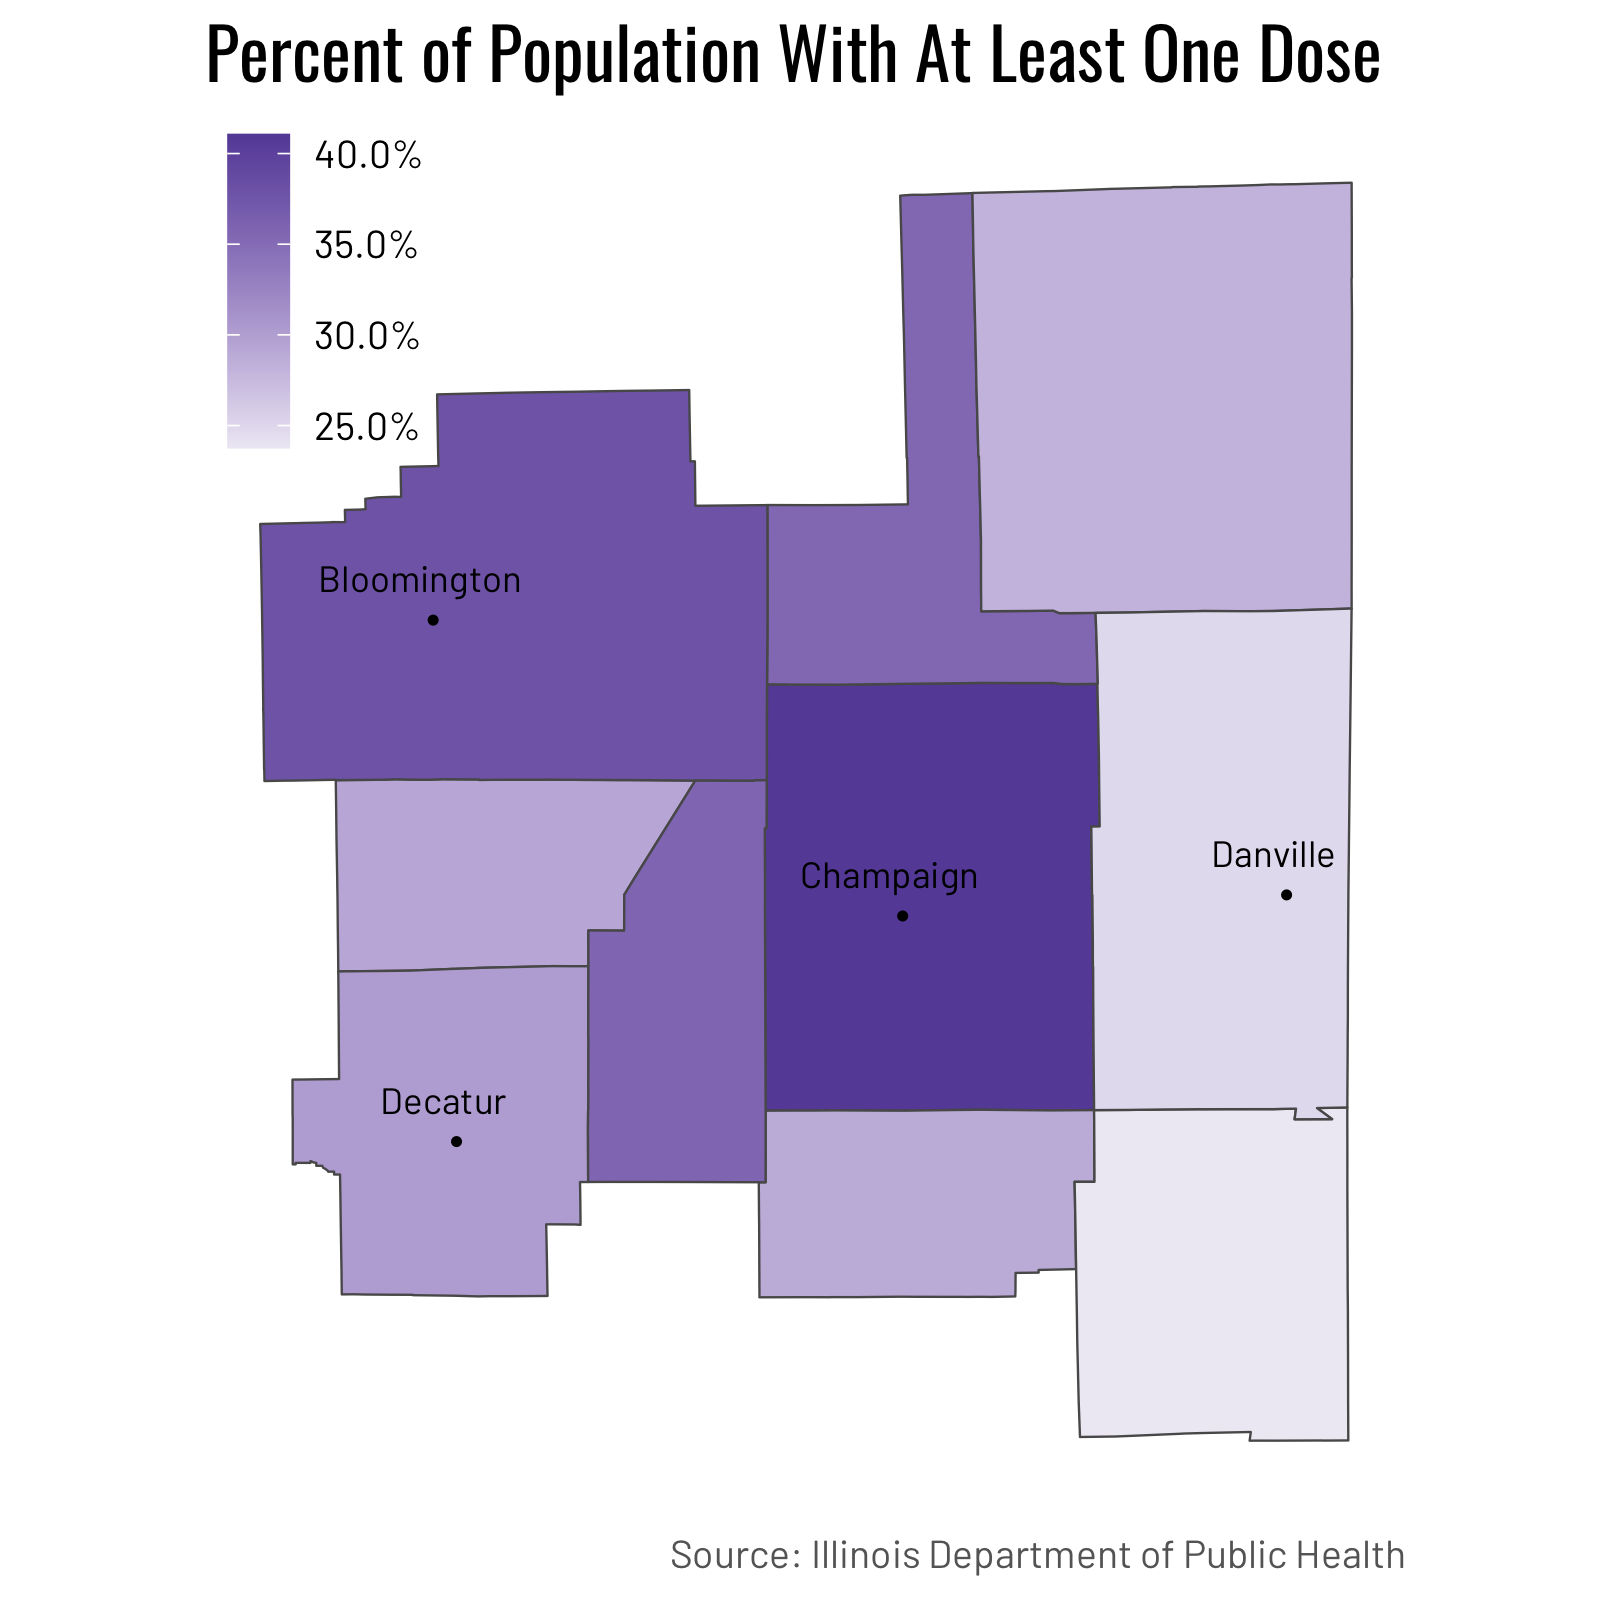 Percent of Population With At Least One Dose
40.0%
35.0%
30.0%
25.0%
Bloomington
Danville
Champaign
Decatur
Source: Illinois Department of Public Health